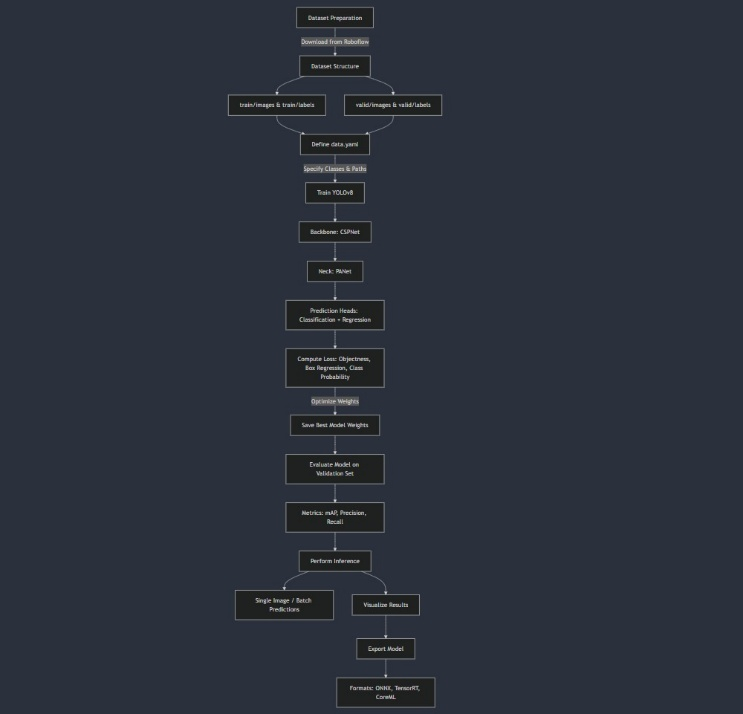 Dataset Preparation
Download from Roboflow
Dataset Structure
train/images & train/labels
valid/images & valid/labels
Define data.yaml
Specify Classes & Paths
Train YOLOv8
Backbone: CSPNet
Neck: PANet
Prediction Heads:
Classification + Regression
Compute Loss: Objectness,
Box Regression, Class
Probability
Optimize Weights
Save Best Model Weights
Evaluate Model on
Validation Set
Metrics: mAP, Precision,
Recall
Perform Inference
Single Image / Batch
Predictions
Visualize Results
Export Model
Formats: ONNX, TensorRT,
CoreML